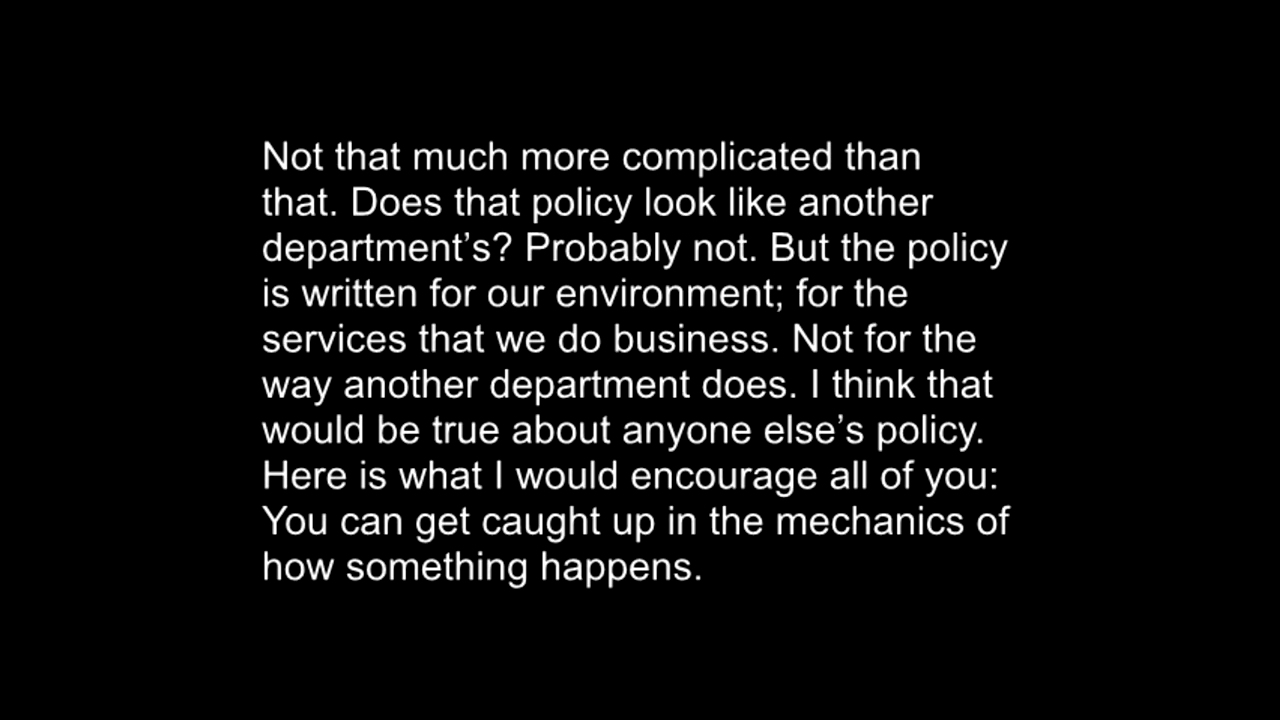 Not that much more complicated than
that. Does that policy look like another
department’s? Probably not. But the policy
is written for our environment; for the
services that we do business. Not for the
way another department does. I think that
would be true about anyone else’s policy.
Here is what I would encourage all of you:
You can get caught up in the mechanics of
how something happens.